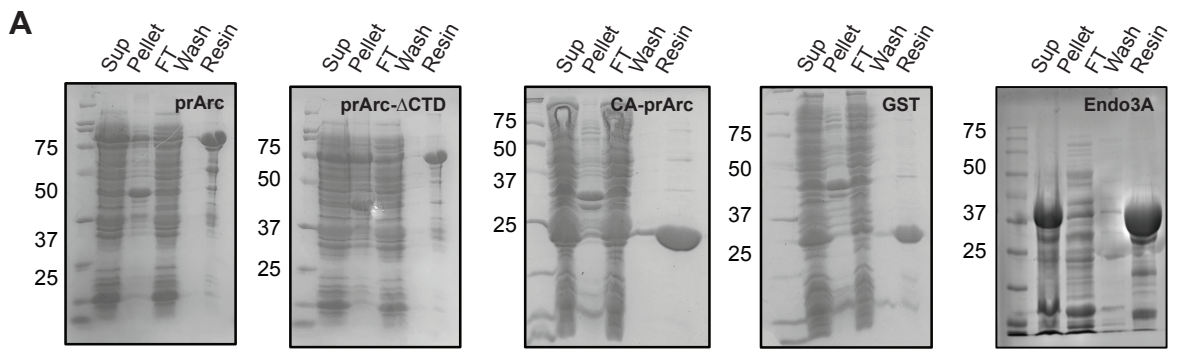 A
Sup Pellet FT Wash Resin
prArc
75
50
37
25
Sup Pellet FT Wash Resin
prArc-ΔCTD
75
50
37
25
Sup Pellet FT Wash Resin
CA-prArc
75
50
37
25
Sup Pellet FT Wash Resin
GST
75
50
37
25
Sup Pellet FT Wash Resin
Endo3A
75
50
37
25